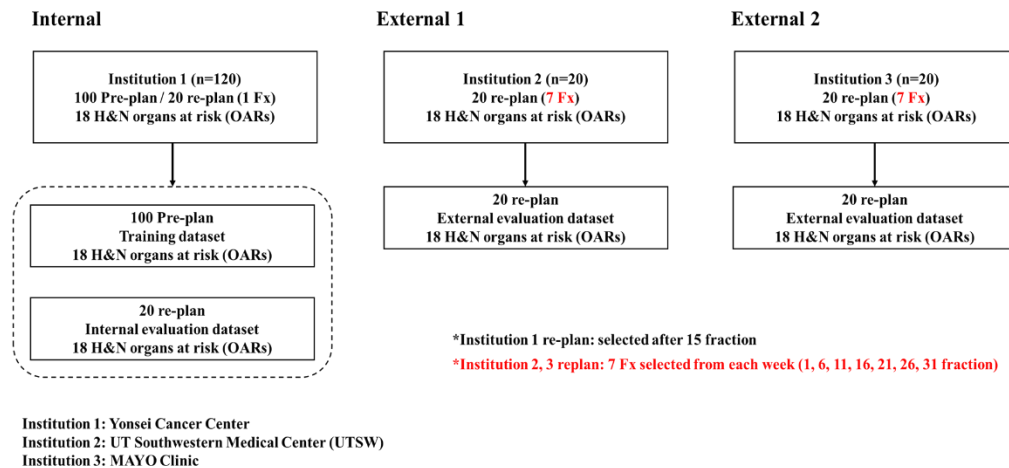 Internal
External 1
External 2
Institution 1 (n=120)
100 Pre-plan / 20 re-plan (1 Fx)
18 H&N organs at risk (OARs)
Institution 2 (n=20)
20 re-plan (7 Fx)
18 H&N organs at risk (OARs)
Institution 3 (n=20)
20 re-plan (7 Fx)
18 H&N organs at risk (OARs)
100 Pre-plan
Training dataset
18 H&N organs at risk (OARs)
20 re-plan
Internal evaluation dataset
18 H&N organs at risk (OARs)
20 re-plan
External evaluation dataset
18 H&N organs at risk (OARs)
20 re-plan
External evaluation dataset
18 H&N organs at risk (OARs)
*Institution 1 re-plan: selected after 15 fraction
*Institution 2, 3 replan: 7 Fx selected from each week (1, 6, 11, 16, 21, 26, 31 fraction)
Institution 1: Yonsei Cancer Center
Institution 2: UT Southwestern Medical Center (UTSW)
Institution 3: MAYO Clinic